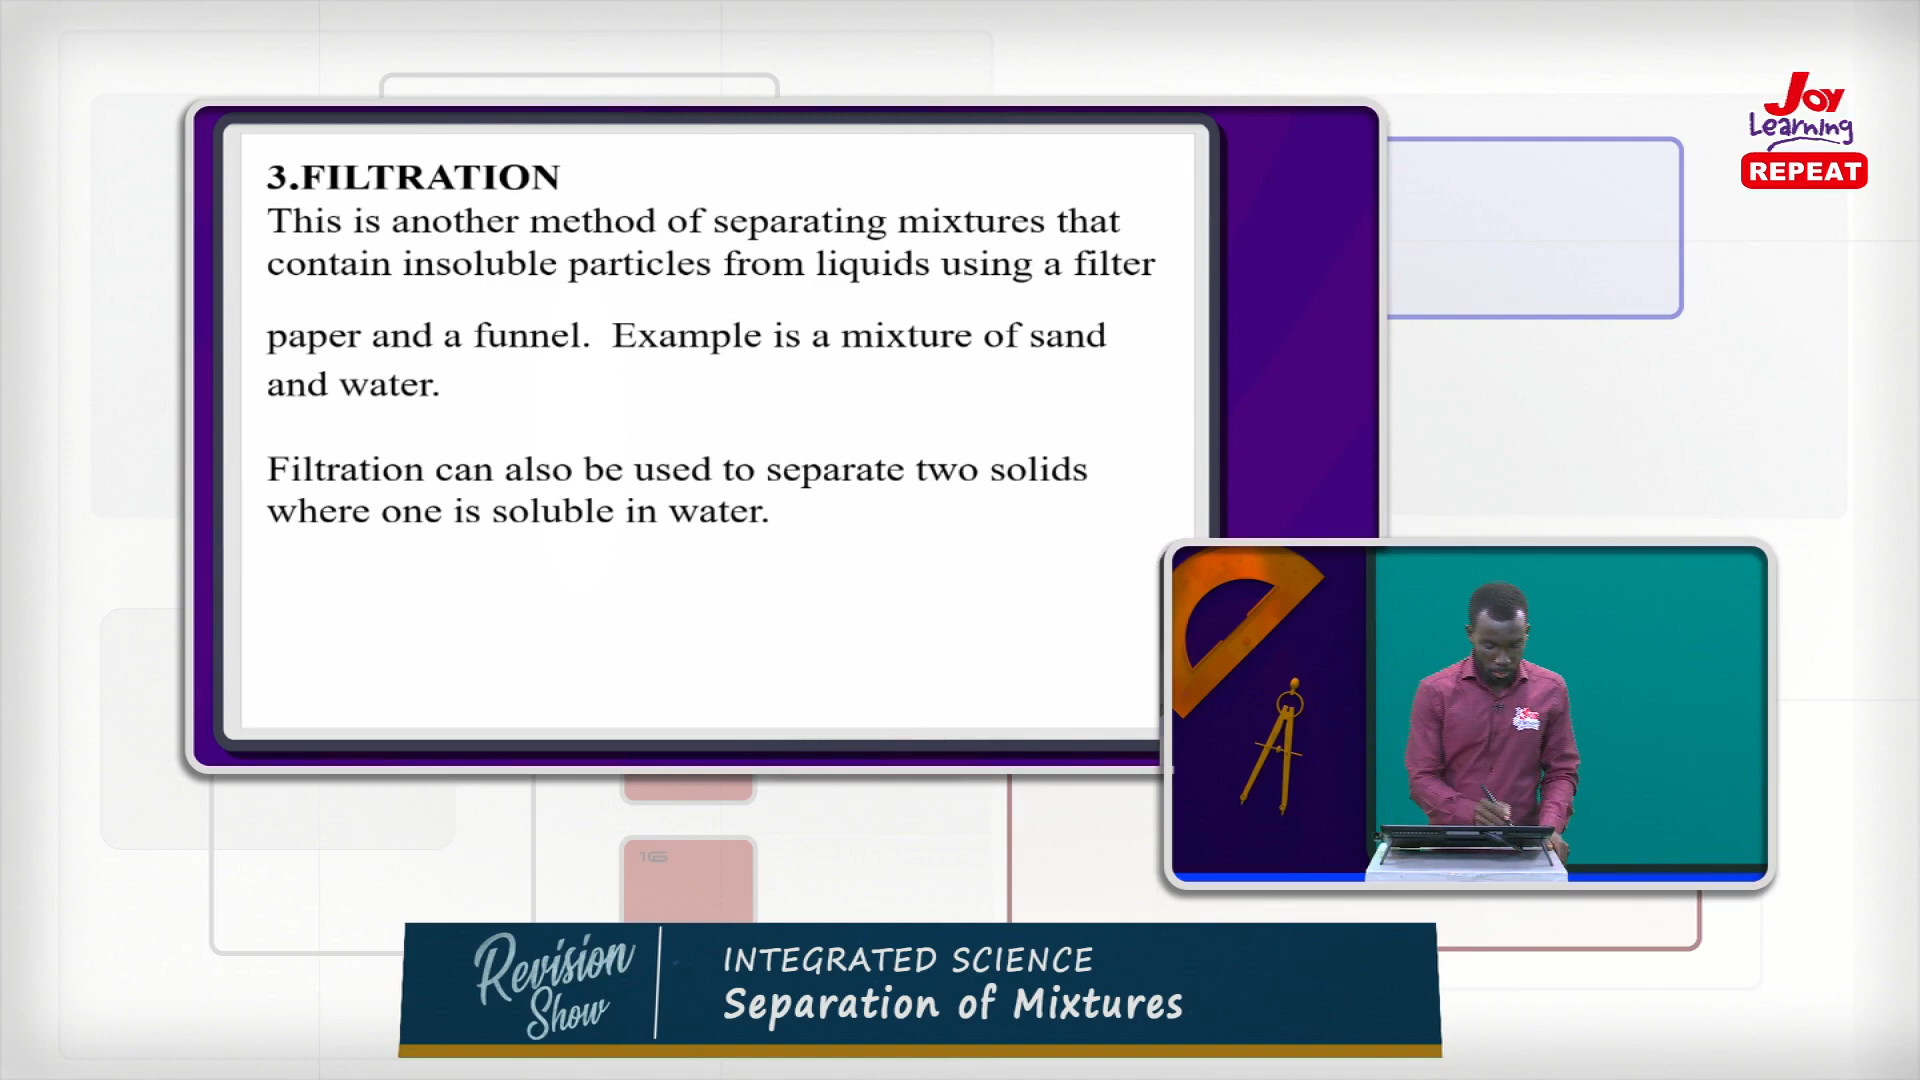 Joy
Learning
REPEAT
3.FILTRATION
This is another method of separating mixtures that
contain insoluble particles from liquids using a filter
paper and a funnel.  Example is a mixture of sand
and water.
Filtration can also be used to separate two solids
where one is soluble in water.
16
Revision
Show
INTEGRATED SCIENCE
Separation of Mixtures